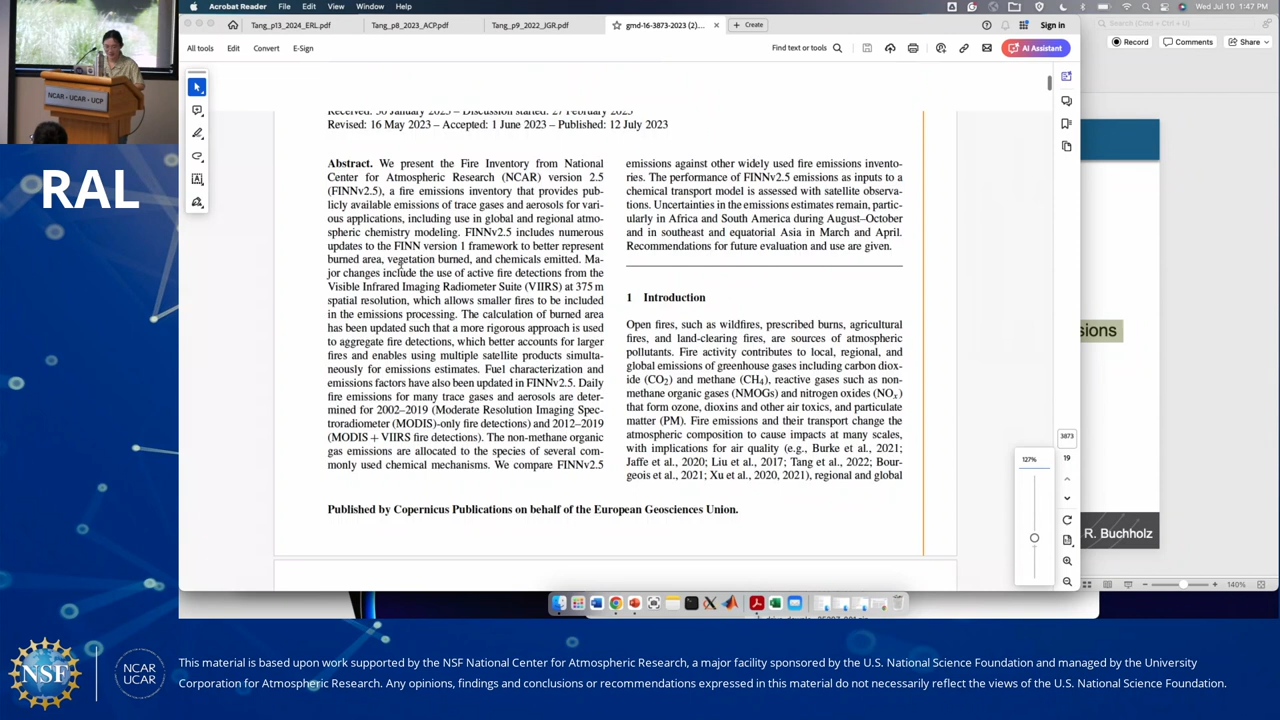 Acrobat Reader File Edit View Window Help
Wed Jul 10 1:47 PM
Tang_p13_2024_ERL.pdf
Tang_p8_2023_ACP.pdf
Tang_p9_2022_JGR.pdf
gmd-16-3873-2023 (2)....
Create
Sign in
All tools Edit Convert E-Sign
Find text or tools
AI Assistant
Record
Comments
Share
NCAR · UCAR · UCP
RAL
Revised: 16 May 2023 – Accepted: 1 June 2023 – Published: 12 July 2023
Abstract. We present the Fire Inventory from National
Center for Atmospheric Research (NCAR) version 2.5
(FINNv2.5), a fire emissions inventory that provides pub-
licly available emissions of trace gases and aerosols for vari-
ous applications, including use in global and regional atmo-
spheric chemistry modeling. FINNv2.5 includes numerous
updates to the FINN version 1 framework to better represent
burned area, vegetation burned, and chemicals emitted. Ma-
jor changes include the use of active fire detections from the
Visible Infrared Imaging Radiometer Suite (VIIRS) at 375 m
spatial resolution, which allows smaller fires to be included
in the emissions processing. The calculation of burned area
has been updated such that a more rigorous approach is used
to aggregate fire detections, which better accounts for larger
fires and enables using multiple satellite products simulta-
neously for emissions estimates. Fuel characterization and
emissions factors have also been updated in FINNv2.5. Daily
fire emissions for many trace gases and aerosols are deter-
mined for 2002–2019 (Moderate Resolution Imaging Spec-
troradiometer (MODIS)-only fire detections) and 2012–2019
(MODIS + VIIRS fire detections). The non-methane organic
gas emissions are allocated to the species of several com-
monly used chemical mechanisms. We compare FINNv2.5
emissions against other widely used fire emissions invento-
ries. The performance of FINNv2.5 emissions as inputs to a
chemical transport model is assessed with satellite observa-
tions. Uncertainties in the emissions estimates remain, partic-
ularly in Africa and South America during August–October
and in southeast and equatorial Asia in March and April.
Recommendations for future evaluation and use are given.
1 Introduction
Open fires, such as wildfires, prescribed burns, agricultural
fires, and land-clearing fires, are sources of atmospheric
pollutants. Fire activity contributes to local, regional, and
global emissions of greenhouse gases including carbon diox-
ide (CO2) and methane (CH4), reactive gases such as non-
methane organic gases (NMOGs) and nitrogen oxides (NOx)
that form ozone, dioxins and other air toxics, and particulate
matter (PM). Fire emissions and their transport change the
atmospheric composition to cause impacts at many scales,
with implications for air quality (e.g., Burke et al., 2021;
Jaffe et al., 2020; Liu et al., 2017; Tang et al., 2022; Bour-
geois et al., 2021; Xu et al., 2020, 2021), regional and global
Published by Copernicus Publications on behalf of the European Geosciences Union.
3873
19
127%
R. Buchholz
140%
NSF
NCAR
UCAR
This material is based upon work supported by the NSF National Center for Atmospheric Research, a major facility sponsored by the U.S. National Science Foundation and managed by the University
Corporation for Atmospheric Research. Any opinions, findings and conclusions or recommendations expressed in this material do not necessarily reflect the views of the U.S. National Science Foundation.